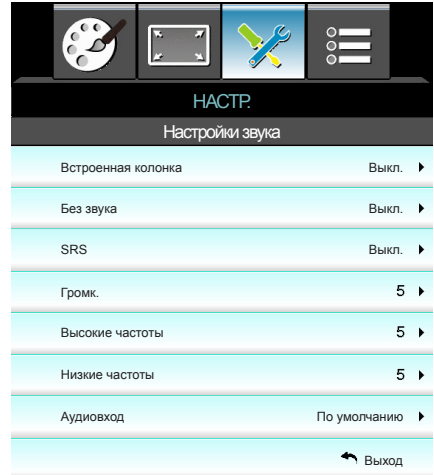 НАСТР.
Настройки звука
Встроенная колонка Выкл.
Без звука Выкл.
SRS Выкл.
Громк. 5
Высокие частоты 5
Низкие частоты 5
Аудиовход По умолчанию
Выход